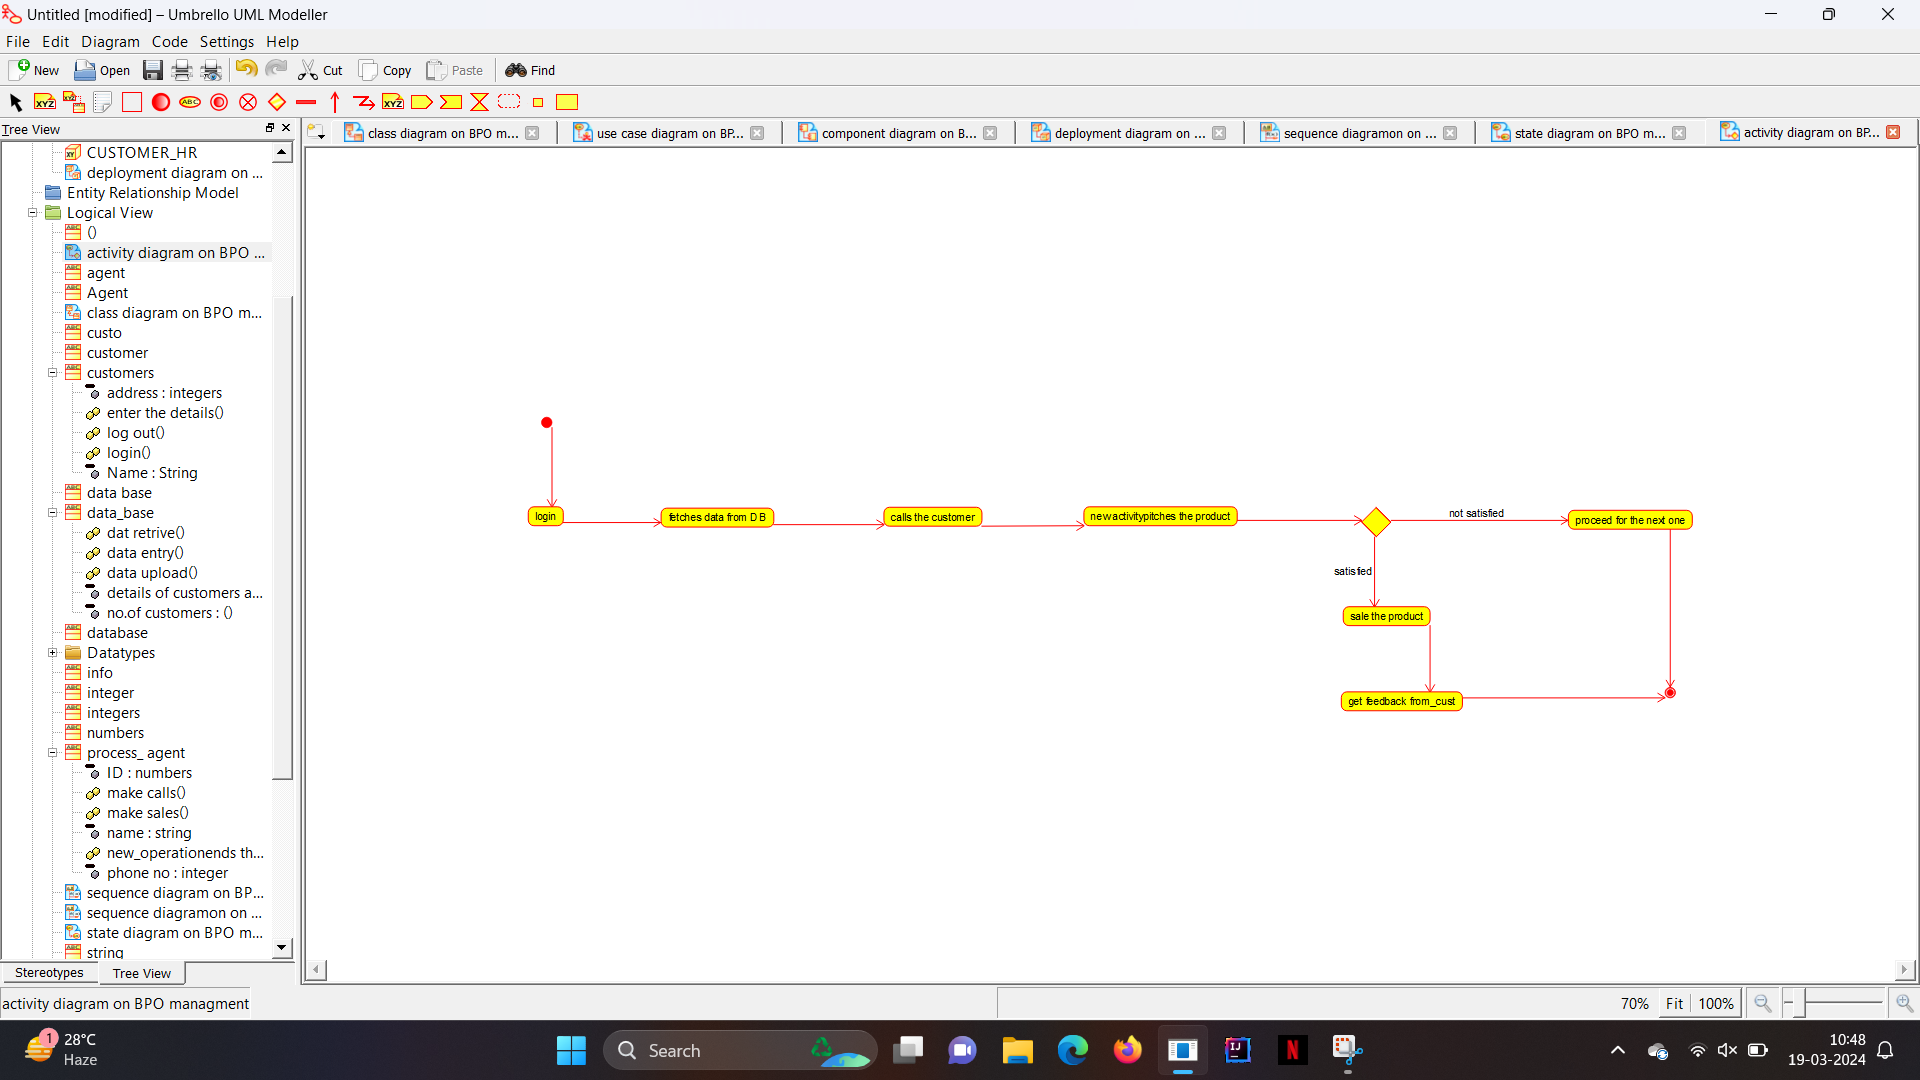 Untitled [modified] – Umbrello UML Modeller
File Edit Diagram Code Settings Help
New Open Cut Copy Paste Find
XYZ ABC XYZ
Tree View
class diagram on BPO m...
use case diagram on BP...
component diagram on B...
deployment diagram on ...
sequence diagramon on ...
state diagram on BPO m...
activity diagram on BP...
CUSTOMER_HR
deployment diagram on ...
Entity Relationship Model
Logical View
()
activity diagram on BPO ...
agent
Agent
class diagram on BPO m...
custo
customer
customers
address : integers
enter the details()
log out()
login()
Name : String
data base
data_base
dat retrive()
data entry()
data upload()
details of customers a...
no.of customers : ()
database
Datatypes
info
integer
integers
numbers
process_ agent
ID : numbers
make calls()
make sales()
name : string
new_operationends th...
phone no : integer
sequence diagram on BP...
sequence diagramon on ...
state diagram on BPO m...
string
Stereotypes Tree View
login
fetches data from DB
calls the customer
newactivitypitches the product
not satisfied
proceed for the next one
satisfied
sale the product
get feedback from_cust
activity diagram on BPO managment
70% Fit 100%
1
28°C
Haze
Search
IJ
N
10:48
19-03-2024